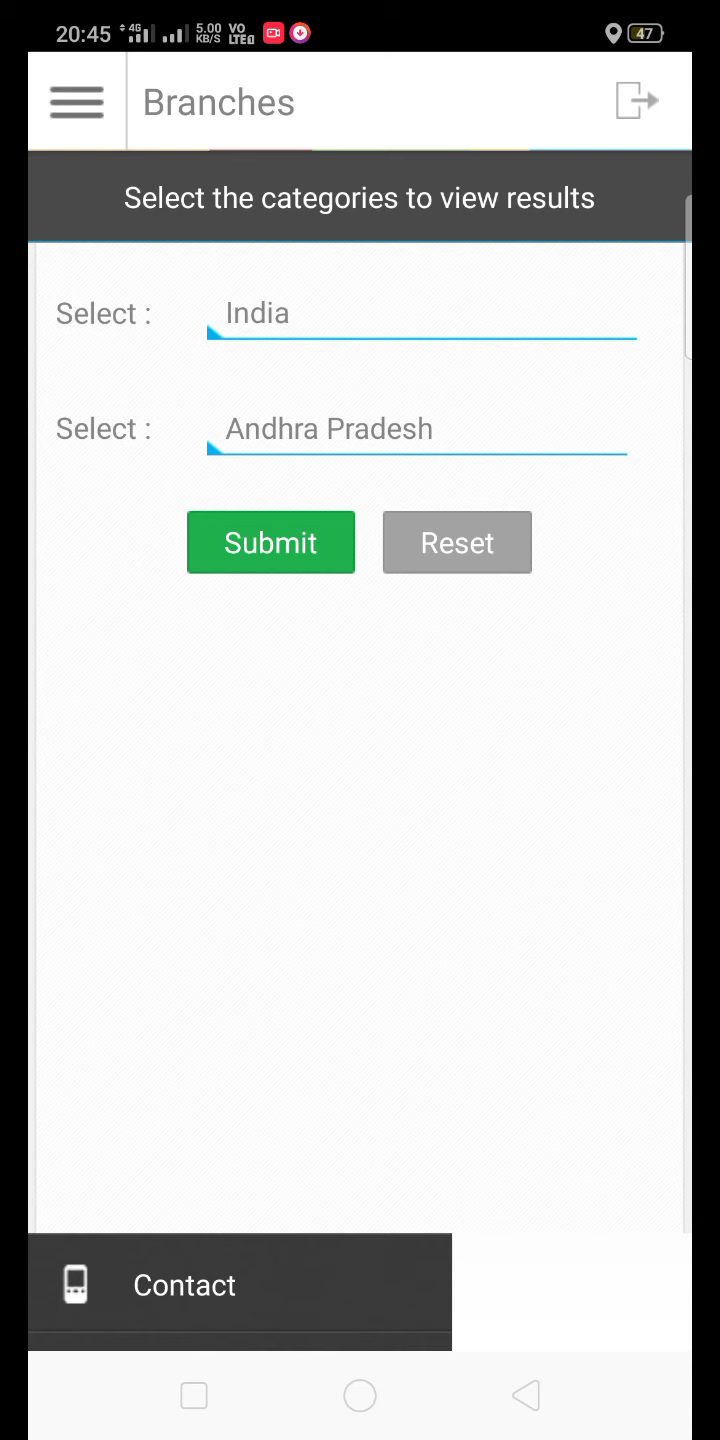 20:45 4G 5.00 KB/S VO LTE 47
Branches
Select the categories to view results
Select : India
Select : Andhra Pradesh
Submit Reset
Contact